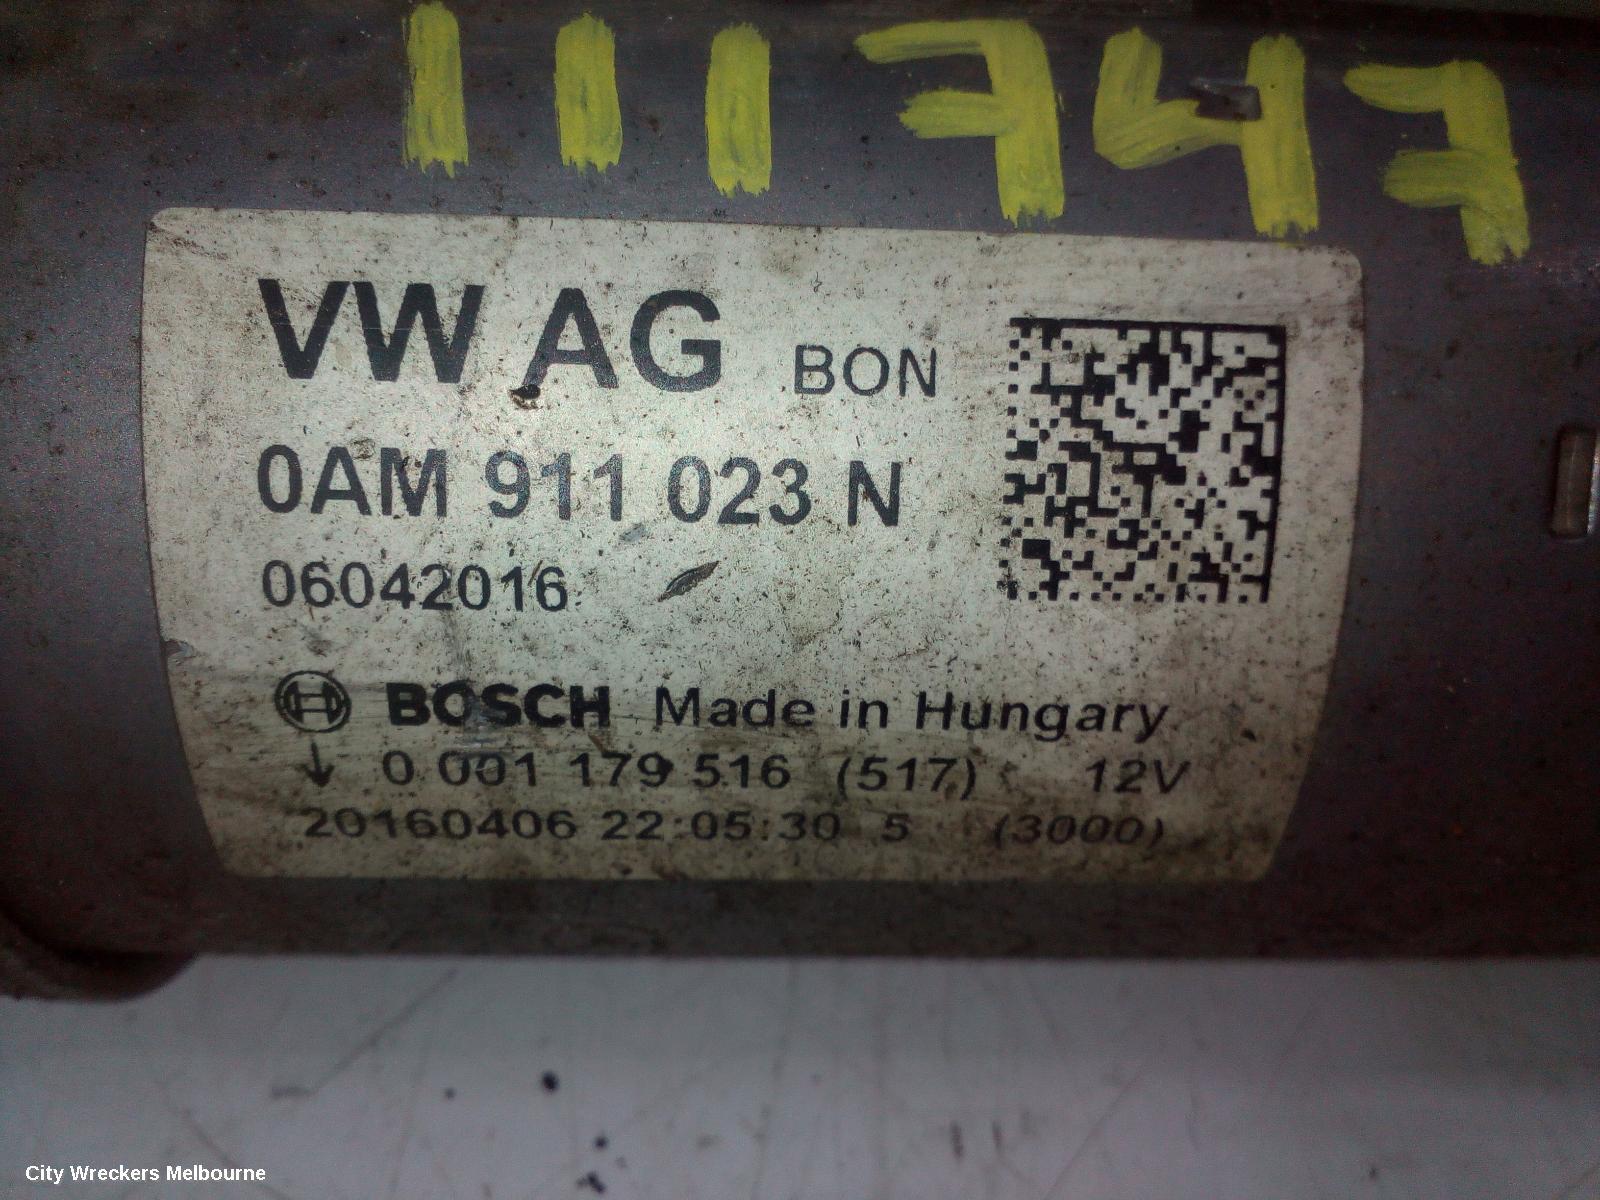 111747
VW AG BON
0AM 911 023 N
06042016
BOSCH Made in Hungary
↓ 0 001 179 516 (517) 12V
20160406 22:05:30 5 (3000)
City Wreckers Melbourne